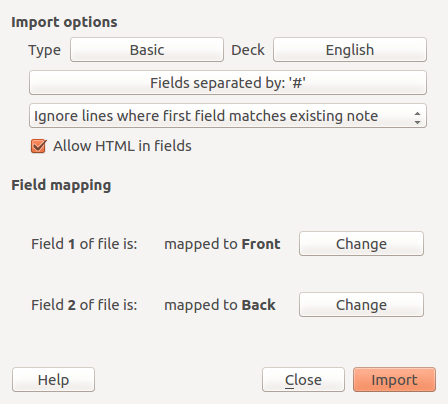 Import options
Type Basic Deck English
Fields separated by: '#'
Ignore lines where first field matches existing note
Allow HTML in fields
Field mapping
Field 1 of file is: mapped to Front Change
Field 2 of file is: mapped to Back Change
Help Close Import